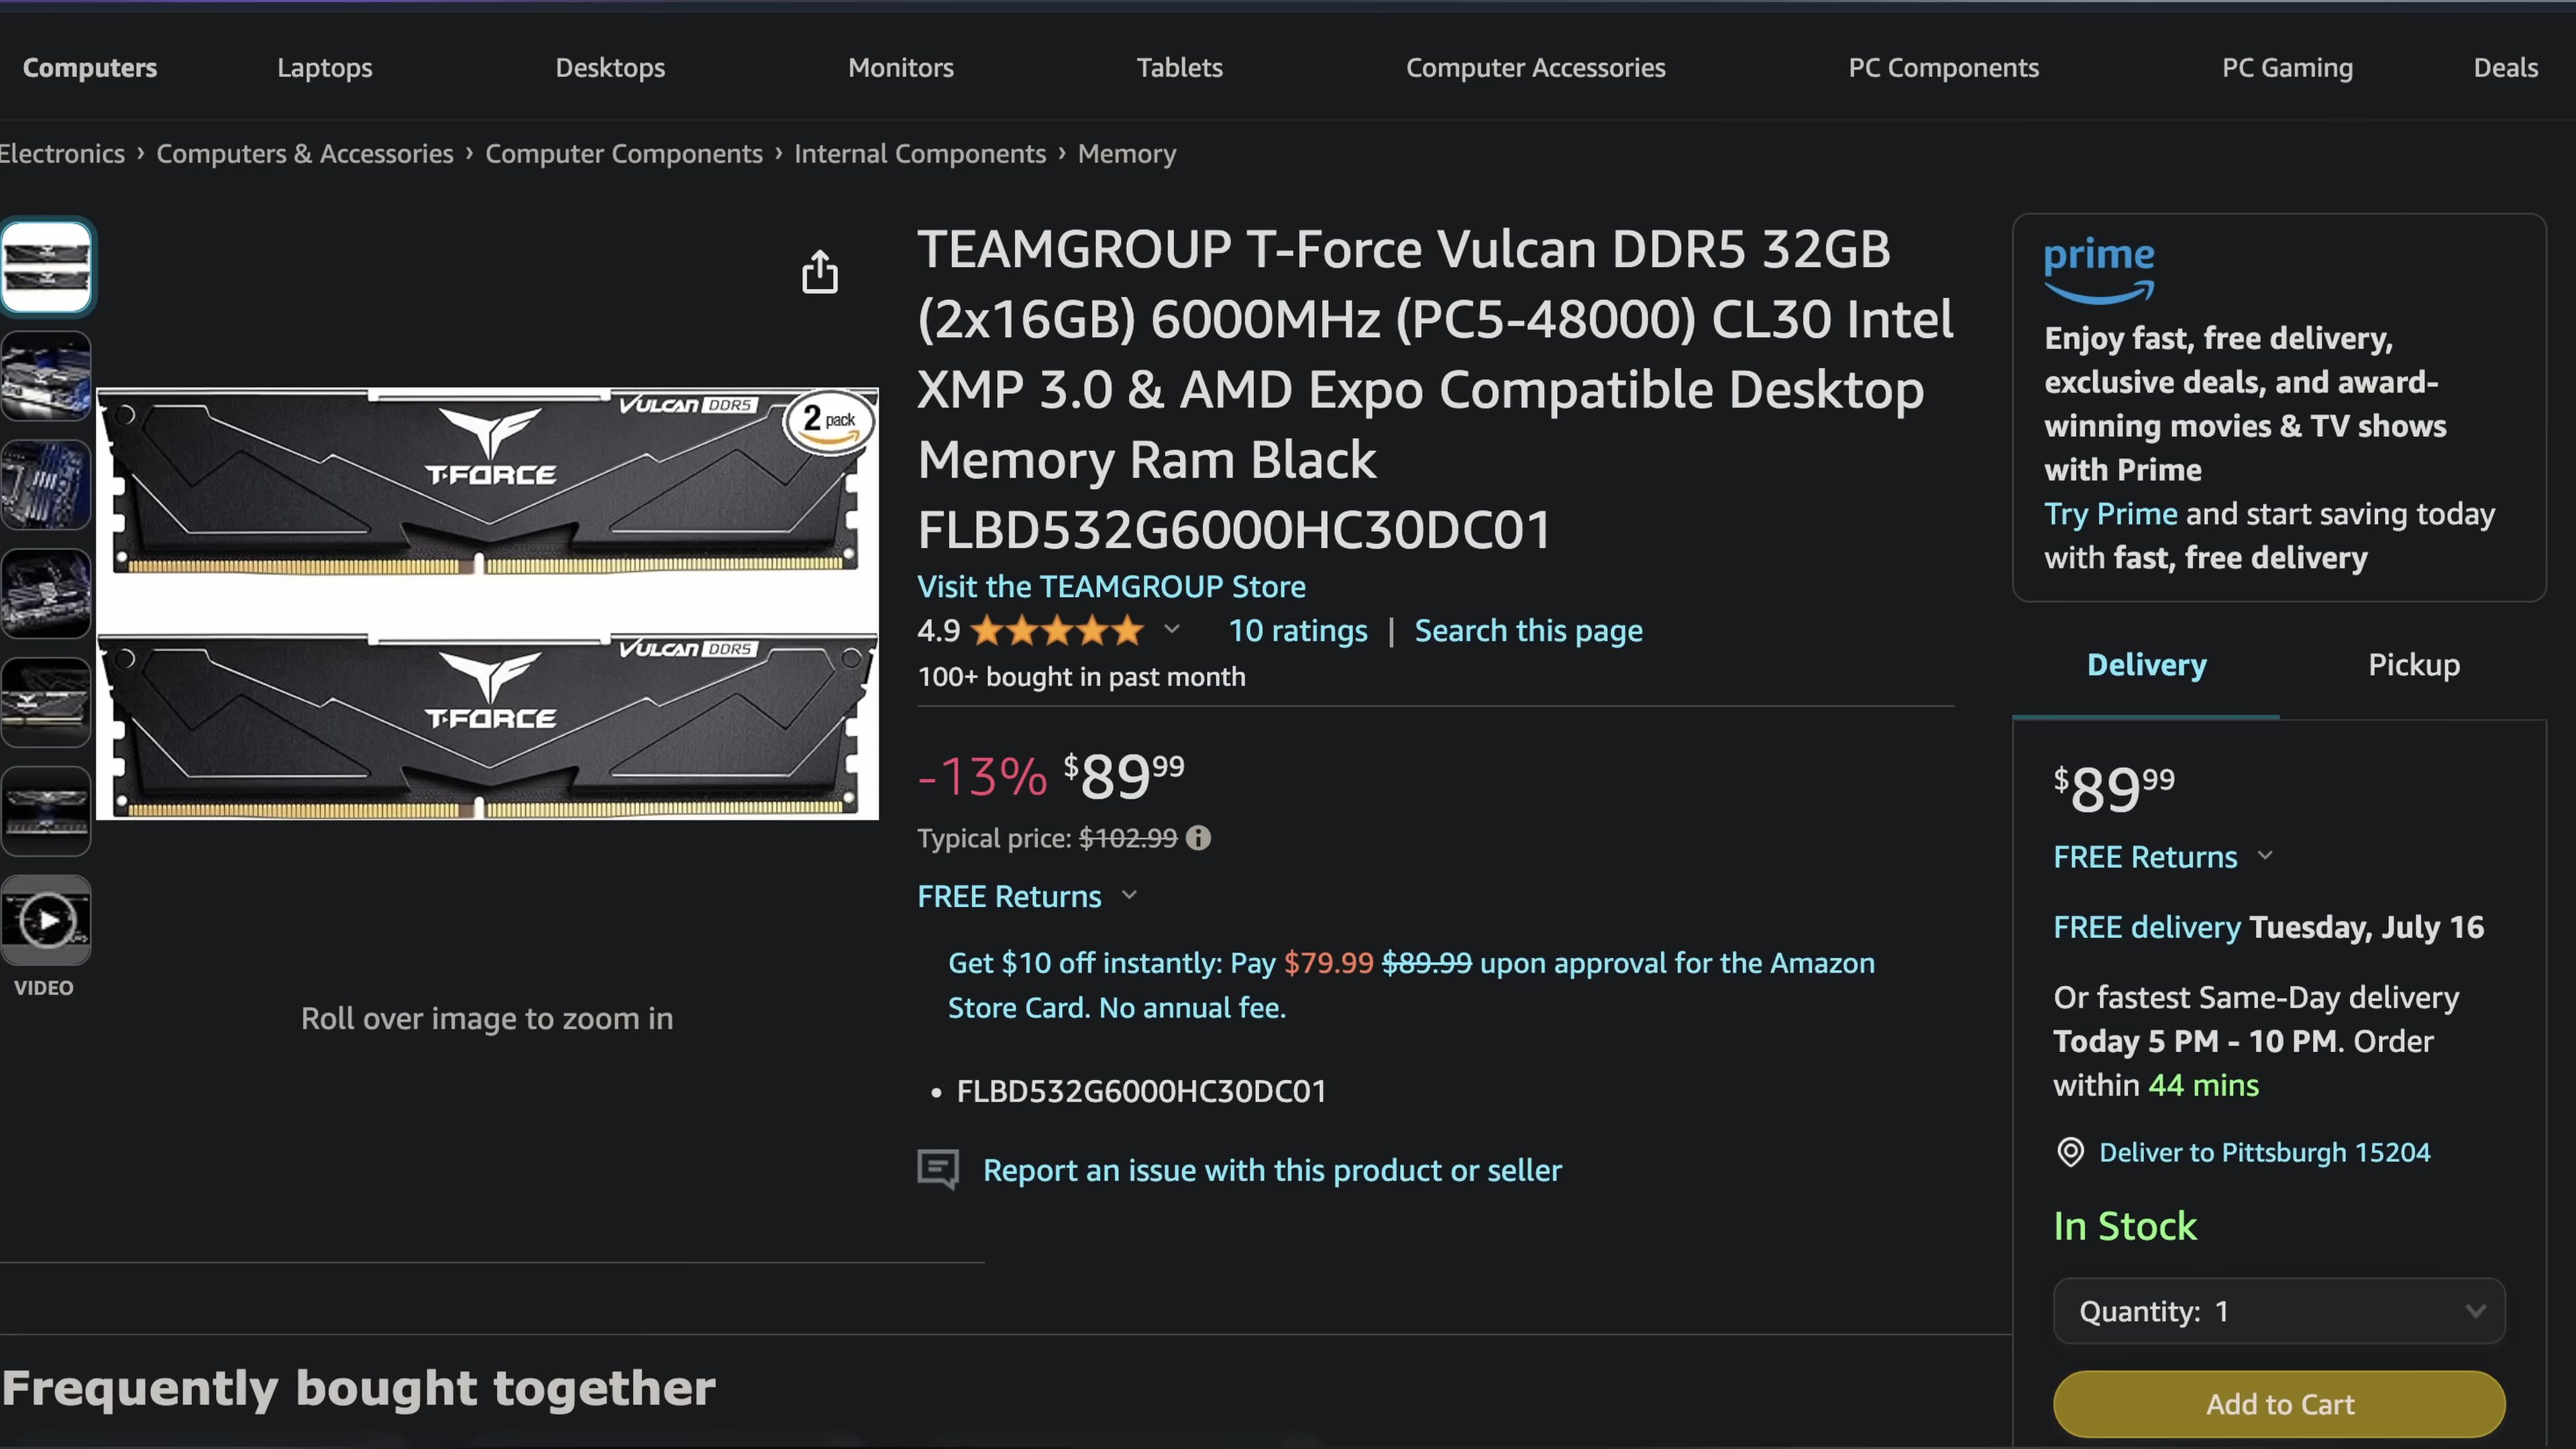 Computers
Laptops
Desktops
Monitors
Tablets
Computer Accessories
PC Components
PC Gaming
Deals
Electronics › Computers & Accessories › Computer Components › Internal Components › Memory
VULCAN DDR5
2 pack
T-FORCE
VULCAN DDR5
T-FORCE
VIDEO
Roll over image to zoom in
TEAMGROUP T-Force Vulcan DDR5 32GB
(2x16GB) 6000MHz (PC5-48000) CL30 Intel
XMP 3.0 & AMD Expo Compatible Desktop
Memory Ram Black
FLBD532G6000HC30DC01
Visit the TEAMGROUP Store
4.9 10 ratings | Search this page
100+ bought in past month
-13% $89.99
Typical price: $102.99
FREE Returns
Get $10 off instantly: Pay $79.99 $89.99 upon approval for the Amazon
Store Card. No annual fee.
• FLBD532G6000HC30DC01
Report an issue with this product or seller
prime
Enjoy fast, free delivery,
exclusive deals, and award-
winning movies & TV shows
with Prime
Try Prime and start saving today
with fast, free delivery
Delivery
Pickup
$89.99
FREE Returns
FREE delivery Tuesday, July 16
Or fastest Same-Day delivery
Today 5 PM - 10 PM. Order
within 44 mins
Deliver to Pittsburgh 15204
In Stock
Quantity: 1
Add to Cart
Frequently bought together